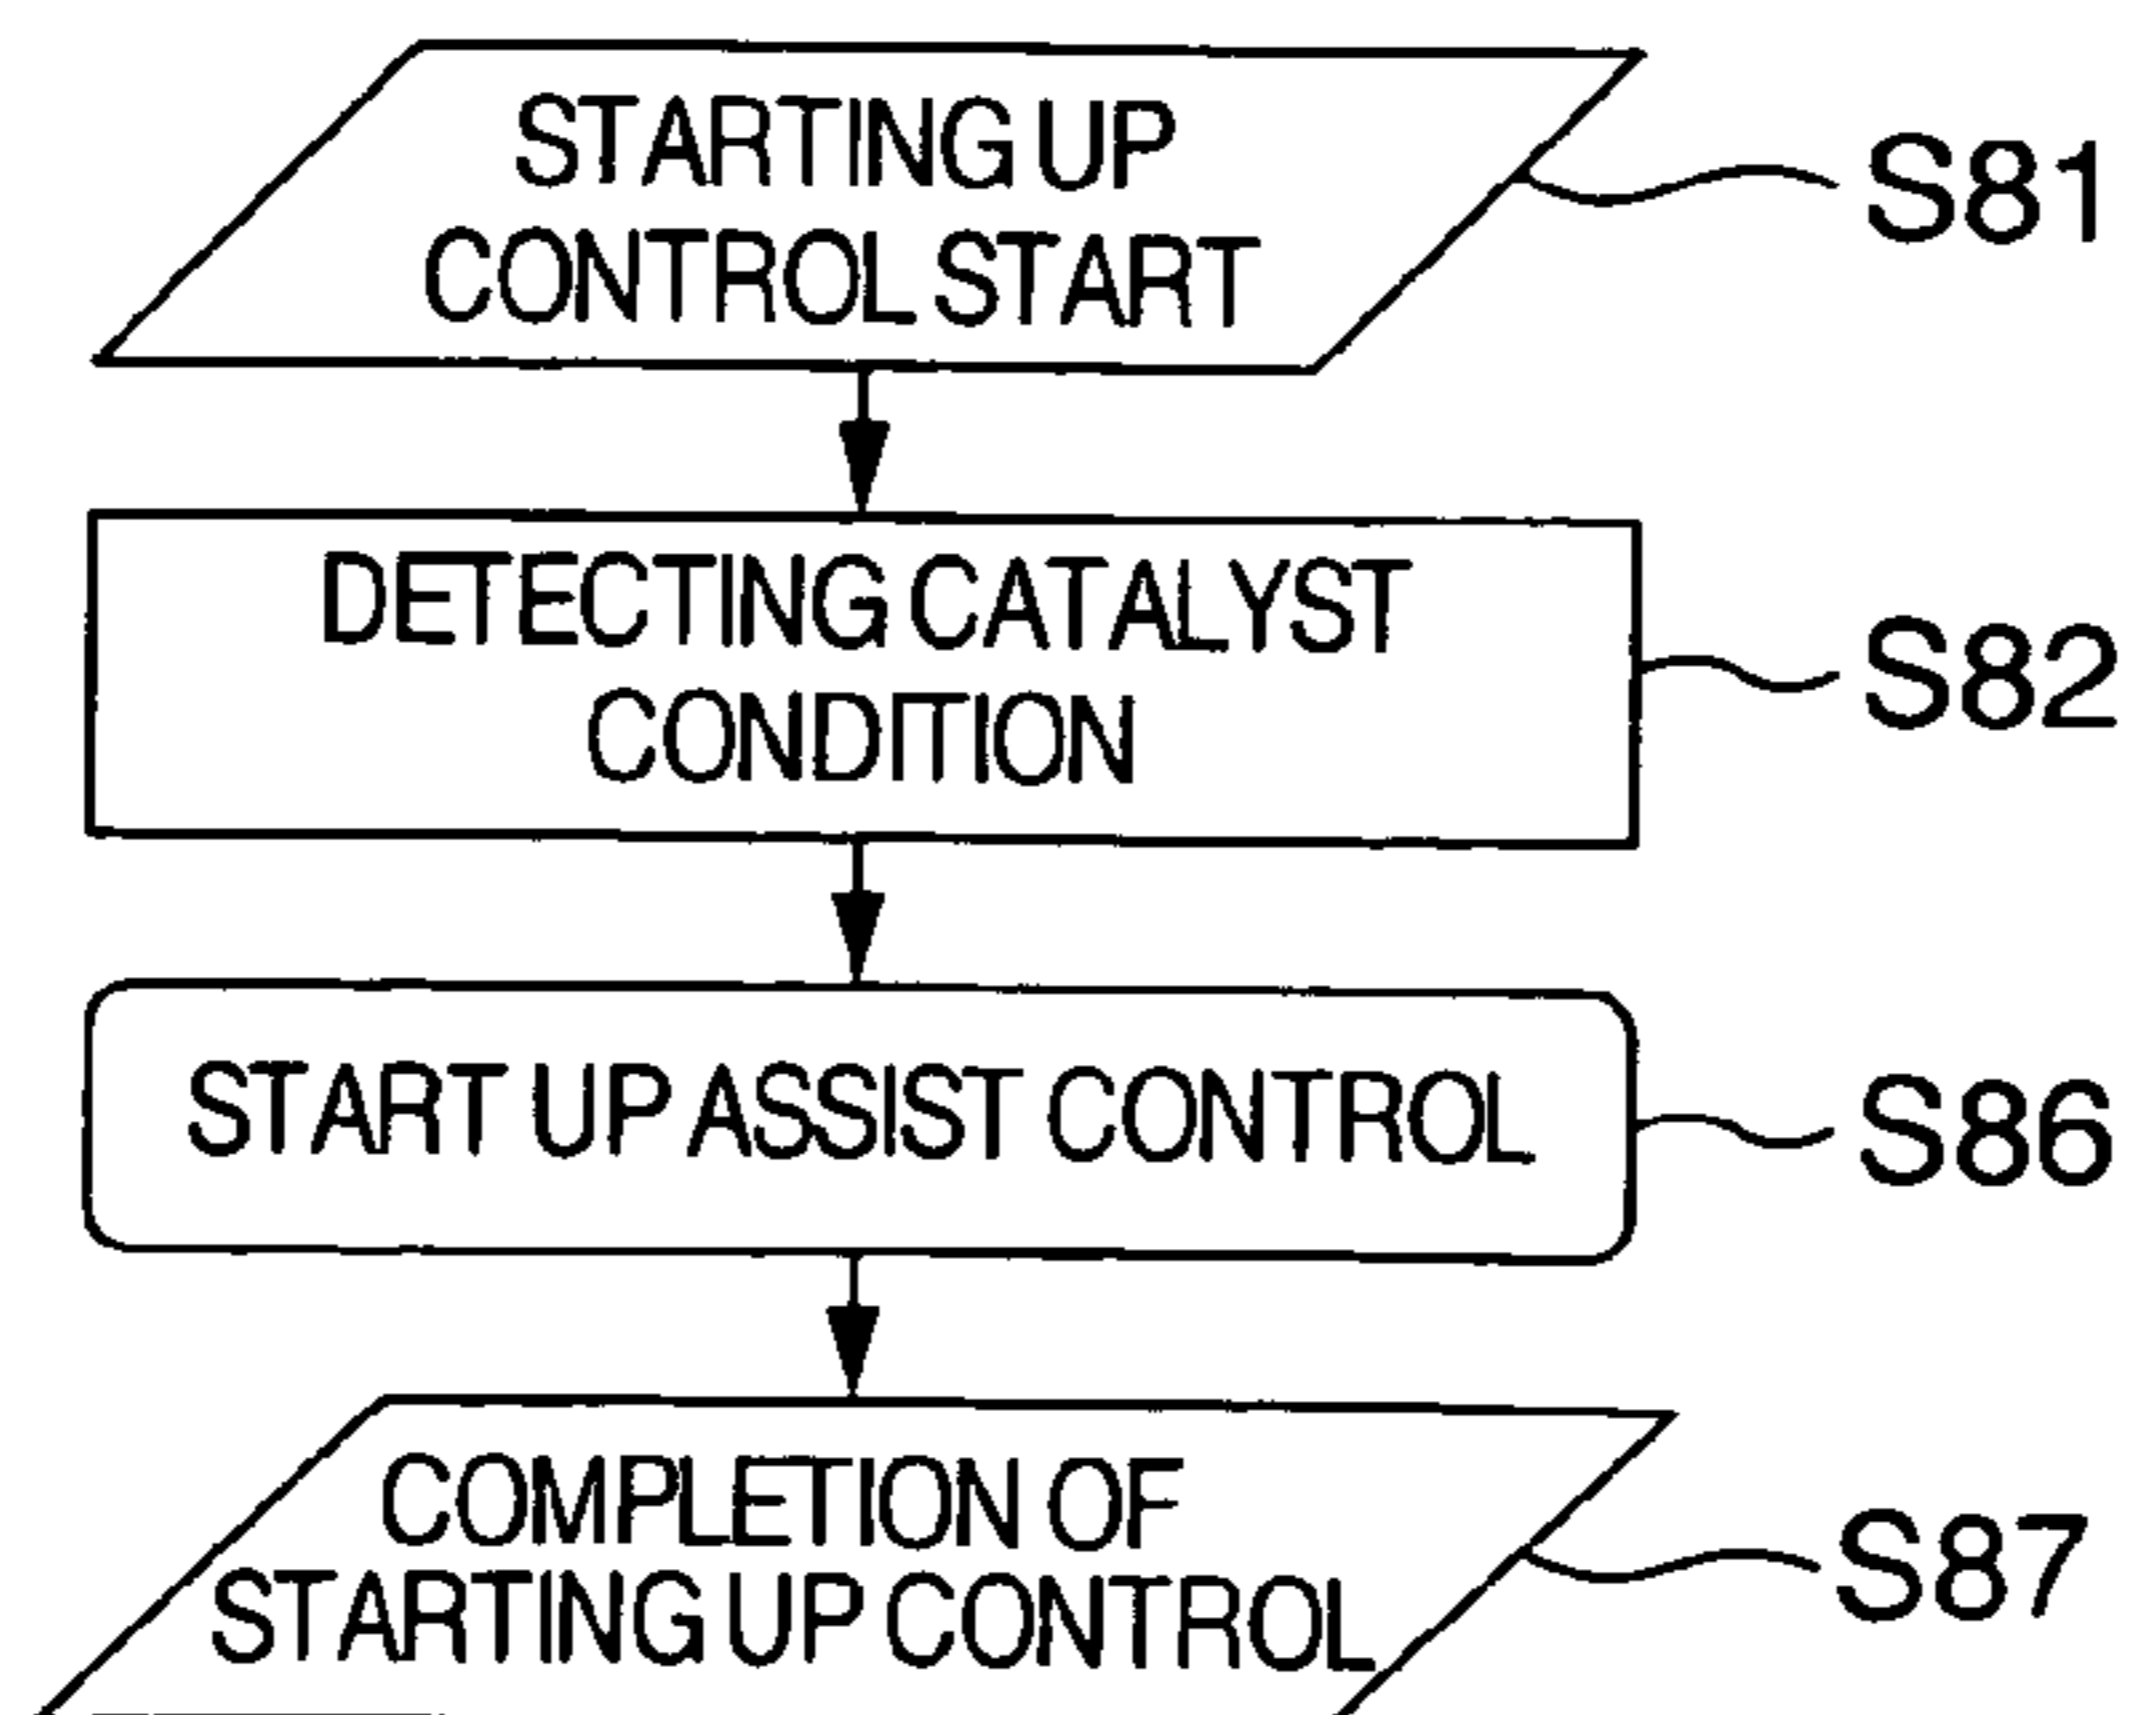 STARTING UP
CONTROL START
S81
DETECTING CATALYST
CONDITION
S82
START UP ASSIST CONTROL
S86
COMPLETION OF
STARTING UP CONTROL
S87